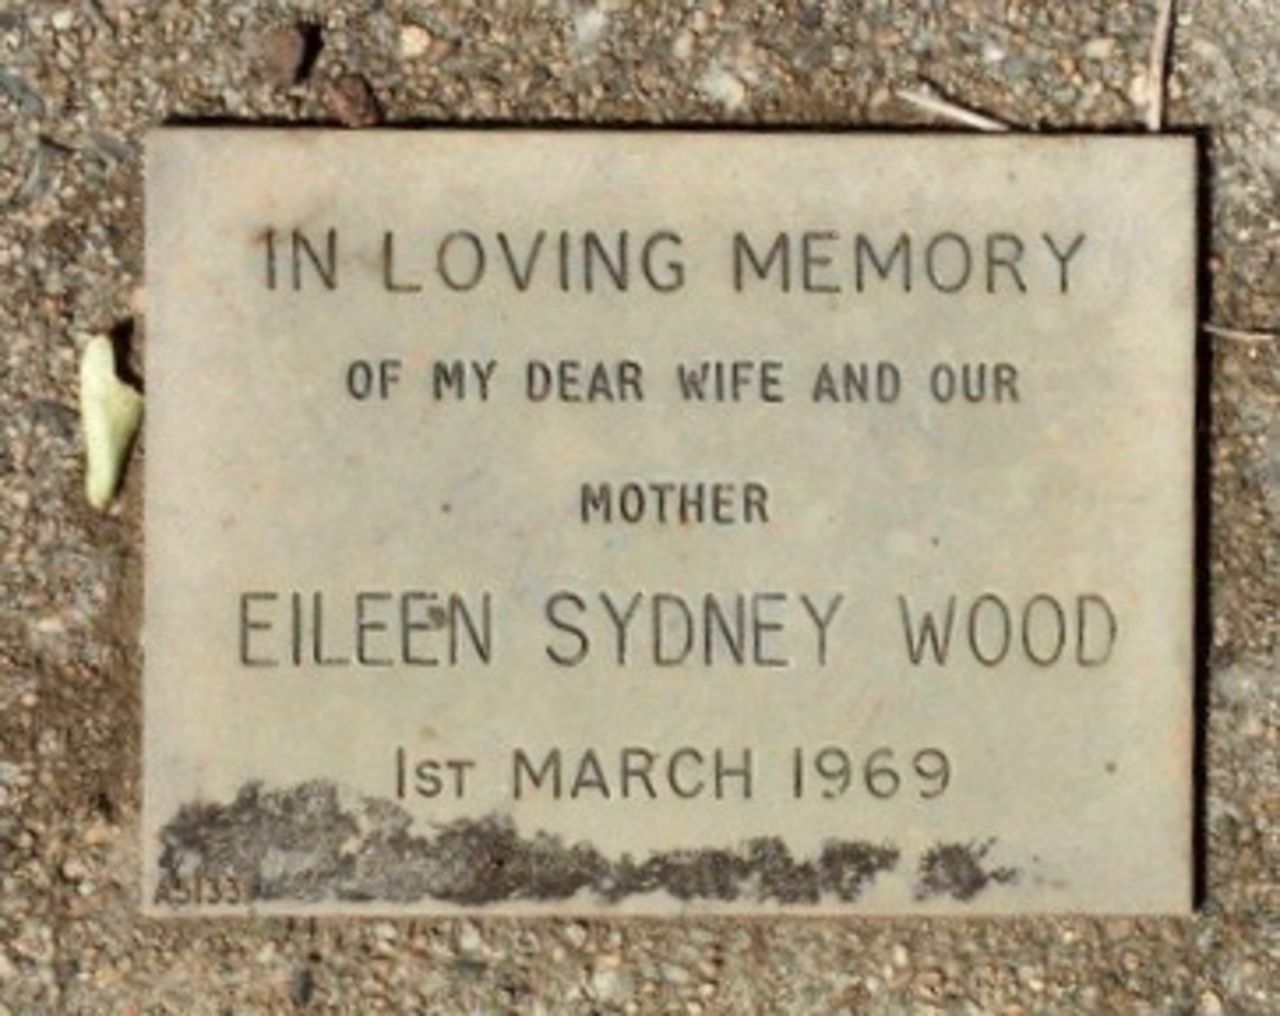 IN LOVING MEMORY
OF MY DEAR WIFE AND OUR
MOTHER
EILEEN SYDNEY WOOD
1ST MARCH 1969